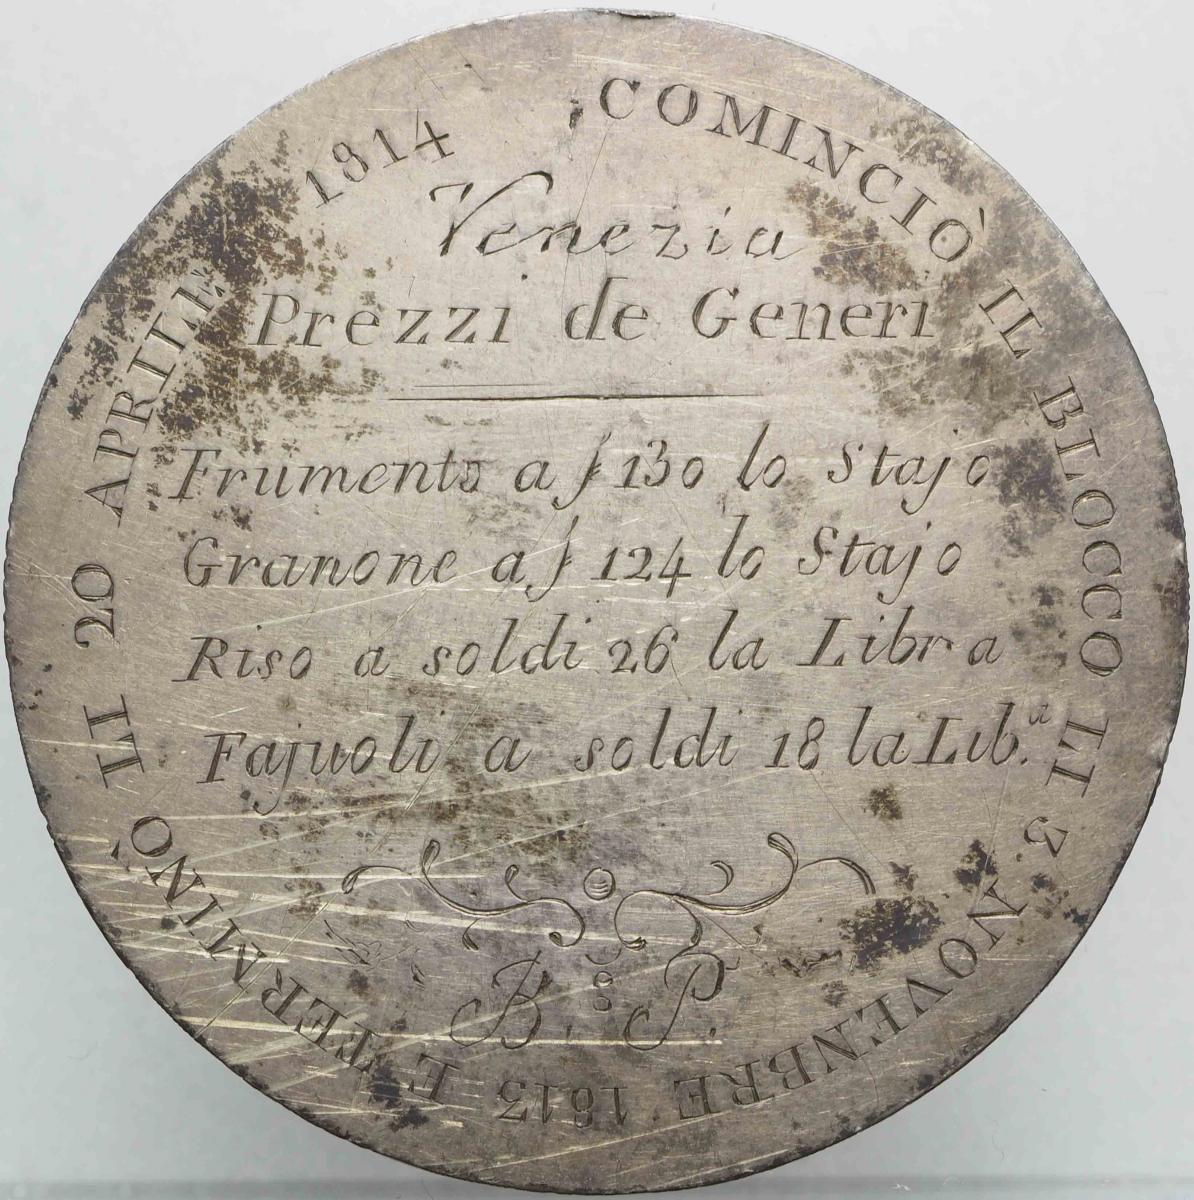 COMINCIÒ IL BLOCCO LI 3 NOVENBRE 1813 E TERMINÒ LI 20 APRILE 1814
Venezia
Prezzi de Generi
Frumento a £ 130 lo Stajo
Granone a £ 124 lo Stajo
Riso a soldi 26 la Libra
Fajuoli a soldi 18 la Lib.ª
B. P.